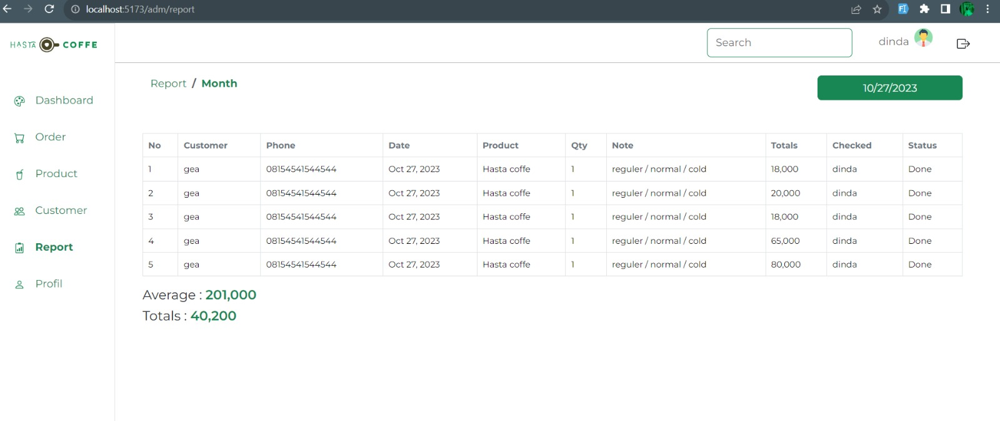 localhost:5173/adm/report
HASTA COFFE
Search
dinda
Report / Month
10/27/2023
Dashboard
Order
Product
Customer
Report
Profil
No Customer Phone Date Product Qty Note Totals Checked Status
1 gea 08154541544544 Oct 27, 2023 Hasta coffe 1 reguler / normal / cold 18,000 dinda Done
2 gea 08154541544544 Oct 27, 2023 Hasta coffe 1 reguler / normal / cold 20,000 dinda Done
3 gea 08154541544544 Oct 27, 2023 Hasta coffe 1 reguler / normal / cold 18,000 dinda Done
4 gea 08154541544544 Oct 27, 2023 Hasta coffe 1 reguler / normal / cold 65,000 dinda Done
5 gea 08154541544544 Oct 27, 2023 Hasta coffe 1 reguler / normal / cold 80,000 dinda Done
Average : 201,000
Totals : 40,200